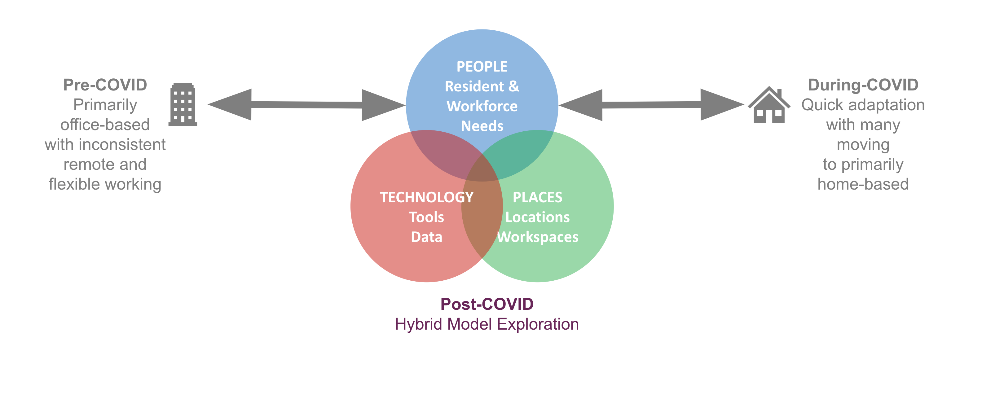 Pre-COVID
Primarily
office-based
with inconsistent
remote and
flexible working
PEOPLE
Resident &
Workforce
Needs
TECHNOLOGY
Tools
Data
PLACES
Locations
Workspaces
During-COVID
Quick adaptation
with many
moving
to primarily
home-based
Post-COVID
Hybrid Model Exploration